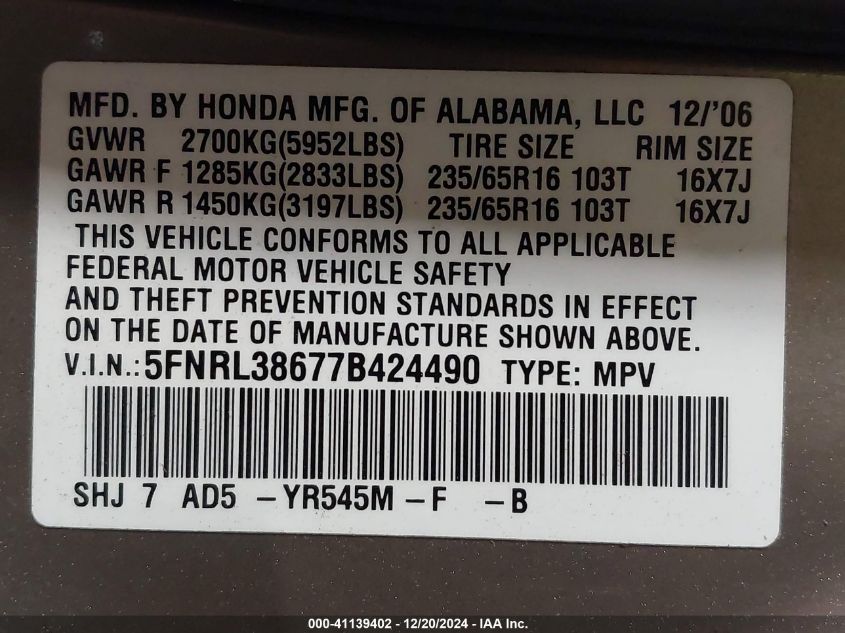 MFD. BY HONDA MFG. OF ALABAMA, LLC 12/'06
GVWR 2700KG(5952LBS) TIRE SIZE RIM SIZE
GAWR F 1285KG(2833LBS) 235/65R16 103T 16X7J
GAWR R 1450KG(3197LBS) 235/65R16 103T 16X7J
THIS VEHICLE CONFORMS TO ALL APPLICABLE
FEDERAL MOTOR VEHICLE SAFETY
AND THEFT PREVENTION STANDARDS IN EFFECT
ON THE DATE OF MANUFACTURE SHOWN ABOVE.
V.I.N.:5FNRL38677B424490 TYPE: MPV
SHJ 7 AD5 -YR545M -F -B
000-41139402 - 12/20/2024 - IAA Inc.